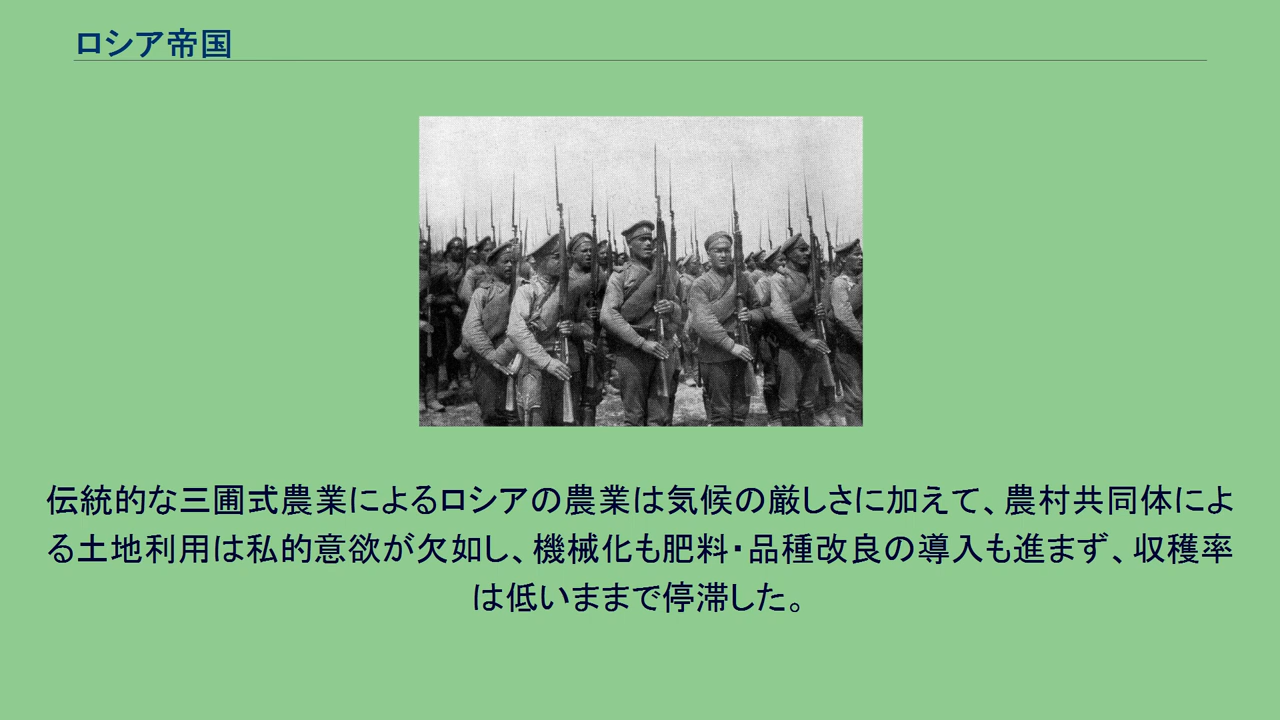 ロシア帝国
伝統的な三圃式農業によるロシアの農業は気候の厳しさに加えて、農村共同体によ
る土地利用は私的意欲が欠如し、機械化も肥料・品種改良の導入も進まず、収穫率
は低いままで停滞した。